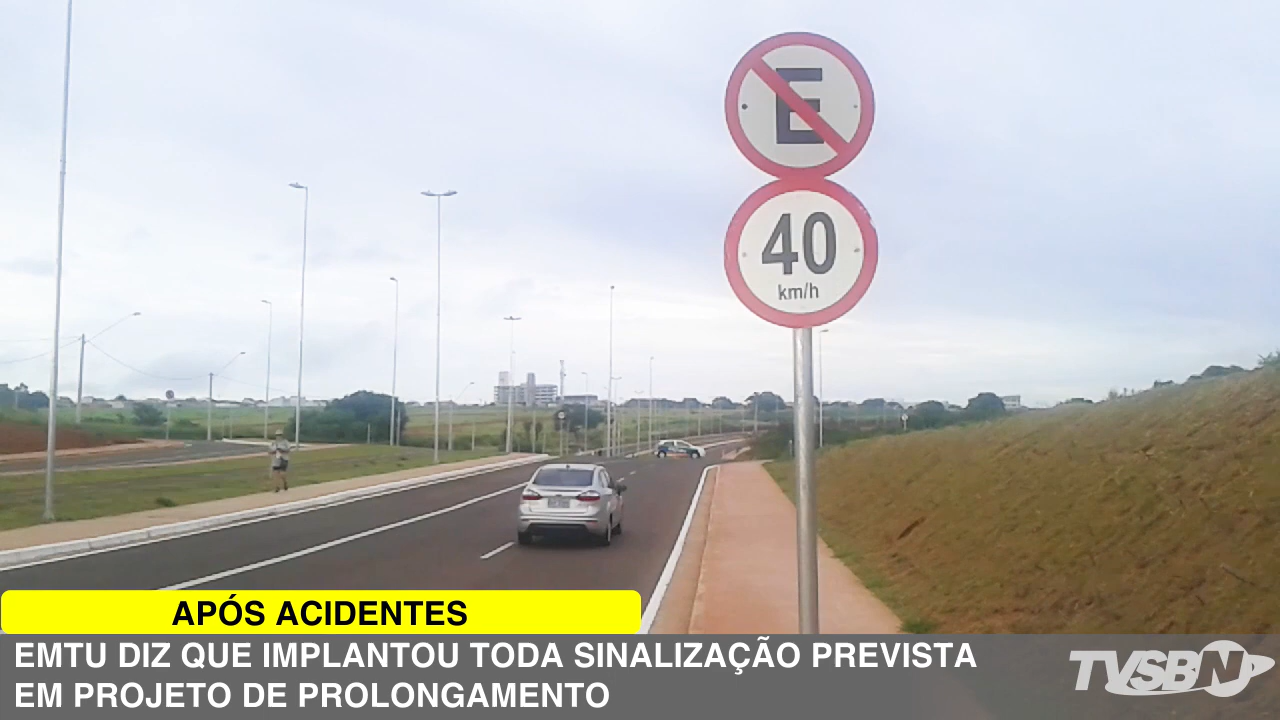 E
40
km/h
APÓS ACIDENTES
EMTU DIZ QUE IMPLANTOU TODA SINALIZAÇÃO PREVISTA
EM PROJETO DE PROLONGAMENTO
TVSBN